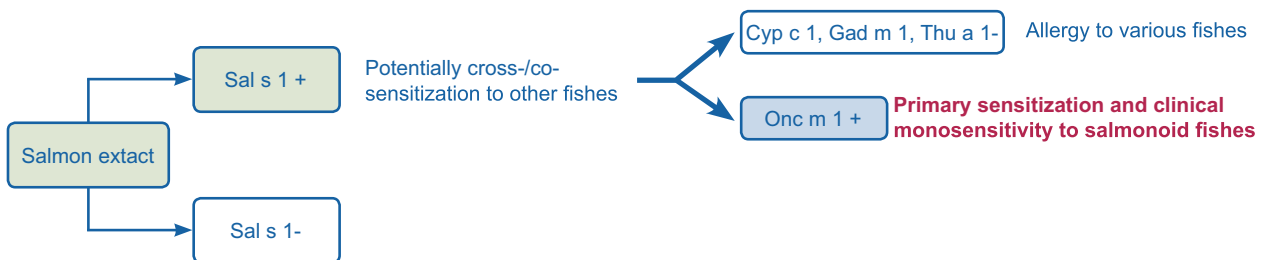 Cyp c 1, Gad m 1, Thu a 1-
Allergy to various fishes
Sal s 1 +
Potentially cross-/co-
sensitization to other fishes
Onc m 1 +
Primary sensitization and clinical
monosensitivity to salmonoid fishes
Salmon extact
Sal s 1-